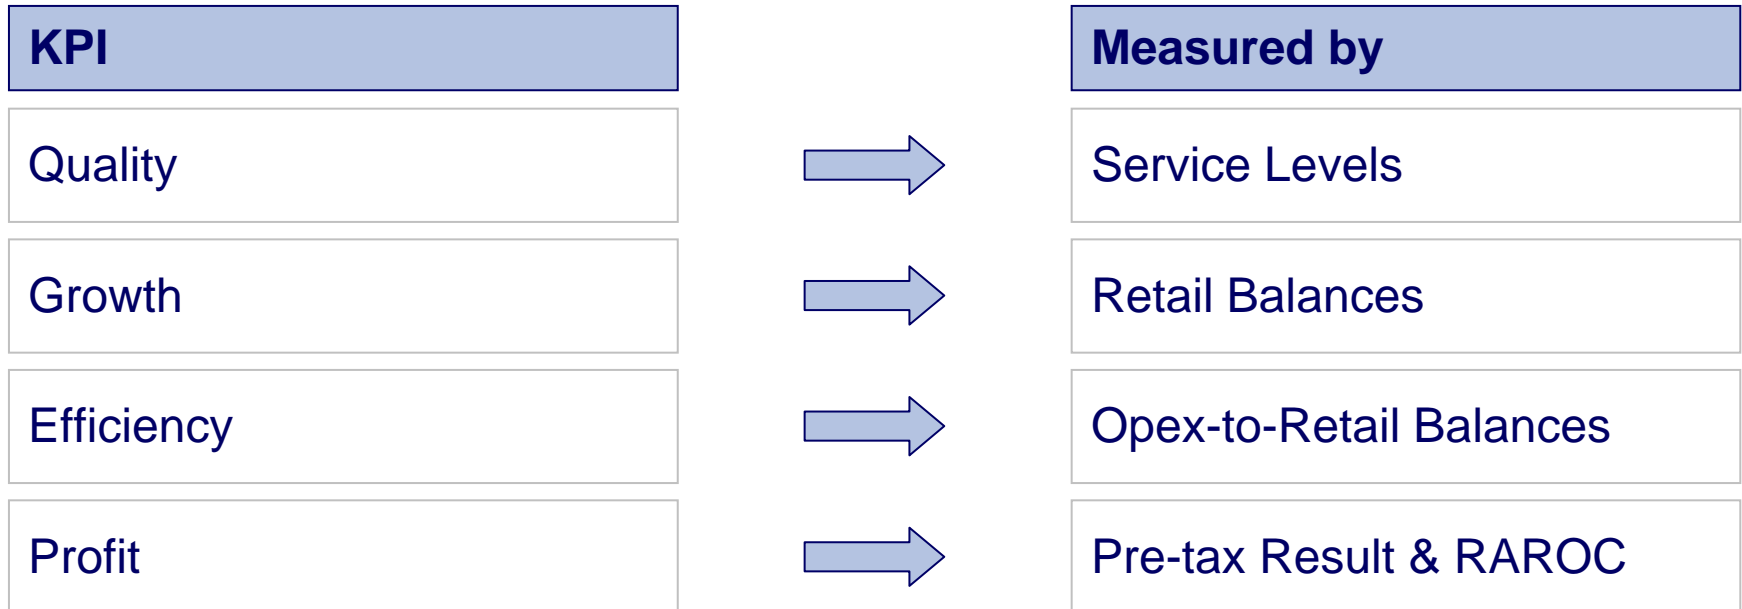 KPI
Measured by
Quality
Service Levels
Growth
Retail Balances
Efficiency
Opex-to-Retail Balances
Profit
Pre-tax Result & RAROC